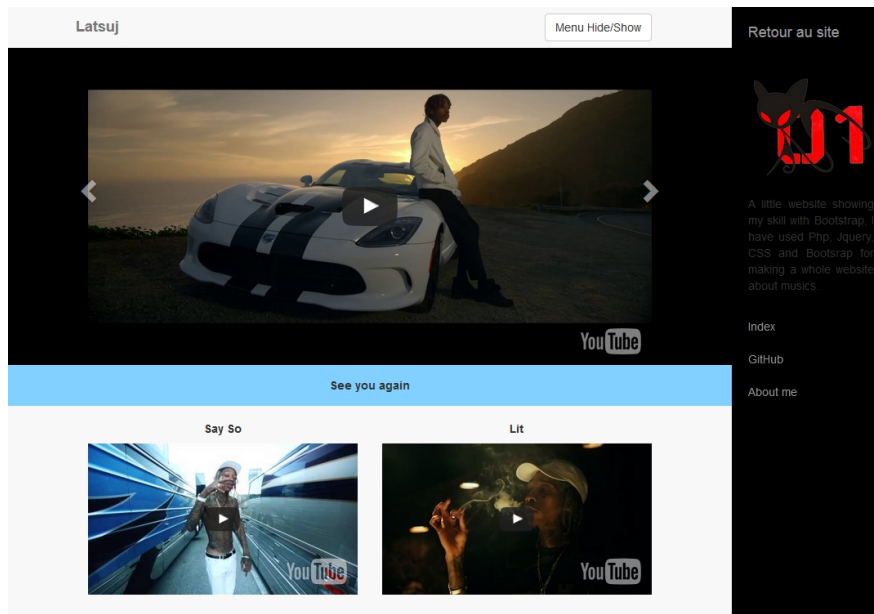 Latsuj
Menu Hide/Show
YouTube
See you again
Say So
Lit
YouTube
YouTube
Retour au site
01
A little website showing
my skill with Bootstrap, I
have used Php, Jquery,
CSS and Bootsrap for
making a whole website
about musics.
Index
GitHub
About me